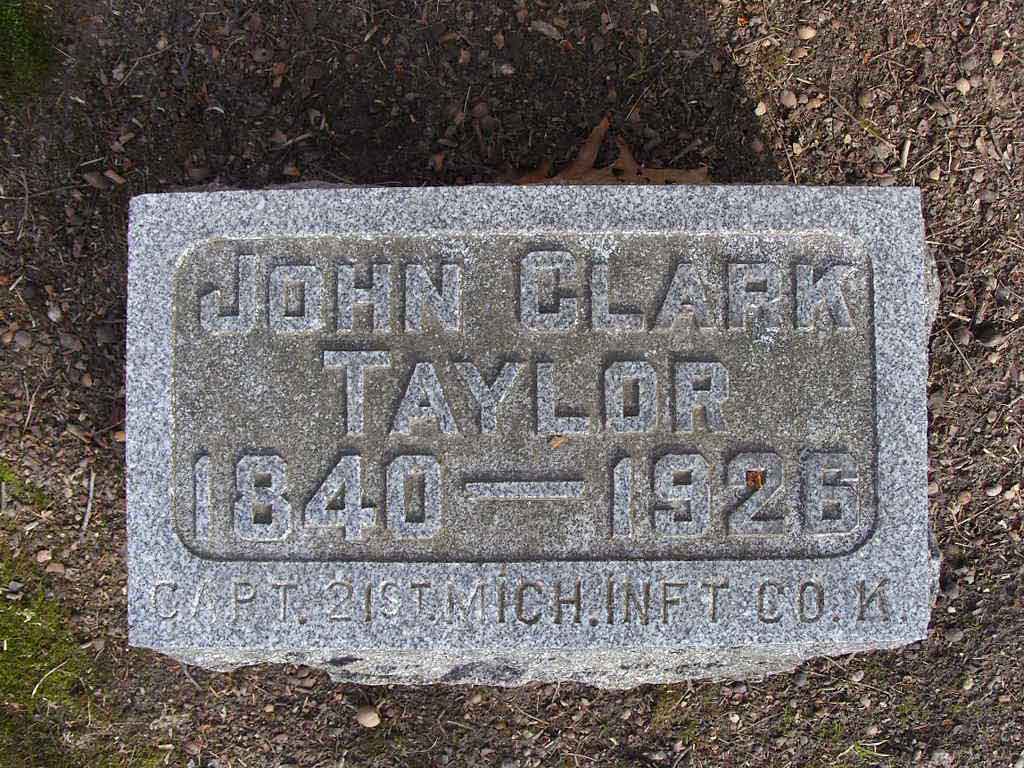 JOHN CLARK
TAYLOR
1840—1926
CAPT. 21ST. MICH. INFT CO. K.